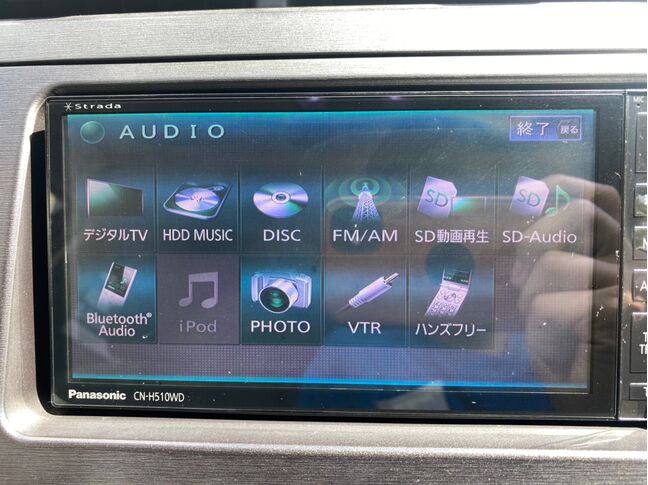 Strada
MIC
AUDIO
終了 戻る
デジタルTV HDD MUSIC DISC FM/AM SD動画再生 SD-Audio
Bluetooth® Audio iPod PHOTO VTR ハンズフリー
Panasonic CN-H510WD